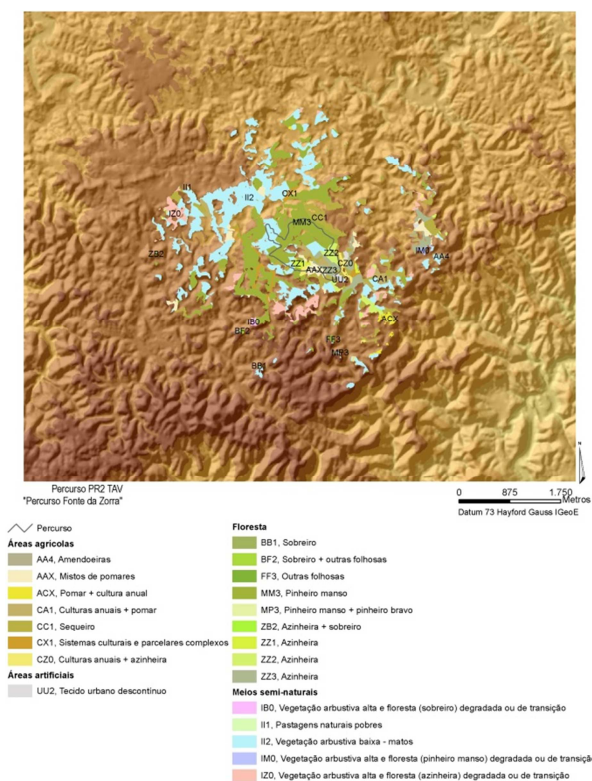 II1
II2
CX1
IZ0
CC1
MM3
ZB2
ZZ2
IM0
AA4
ZZ1
CZ0
AAX
ZZ3
UU2
CA1
IB0
BF2
ACX
FF3
MP3
BB1
Percurso PR2 TAV
"Percurso Fonte da Zorra"
0 875 1.750
Metros
Datum 73 Hayford Gauss IGeoE
Percurso
Áreas agrícolas
AA4, Amendoeiras
AAX, Mistos de pomares
ACX, Pomar + cultura anual
CA1, Culturas anuais + pomar
CC1, Sequeiro
CX1, Sistemas culturais e parcelares complexos
CZ0, Culturas anuais + azinheira
Áreas artificiais
UU2, Tecido urbano descontínuo
Floresta
BB1, Sobreiro
BF2, Sobreiro + outras folhosas
FF3, Outras folhosas
MM3, Pinheiro manso
MP3, Pinheiro manso + pinheiro bravo
ZB2, Azinheira + sobreiro
ZZ1, Azinheira
ZZ2, Azinheira
ZZ3, Azinheira
Meios semi-naturais
IB0, Vegetação arbustiva alta e floresta (sobreiro) degradada ou de transição
II1, Pastagens naturais pobres
II2, Vegetação arbustiva baixa - matos
IM0, Vegetação arbustiva alta e floresta (pinheiro manso) degradada ou de transição
IZ0, Vegetação arbustiva alta e floresta (azinheira) degradada ou de transição